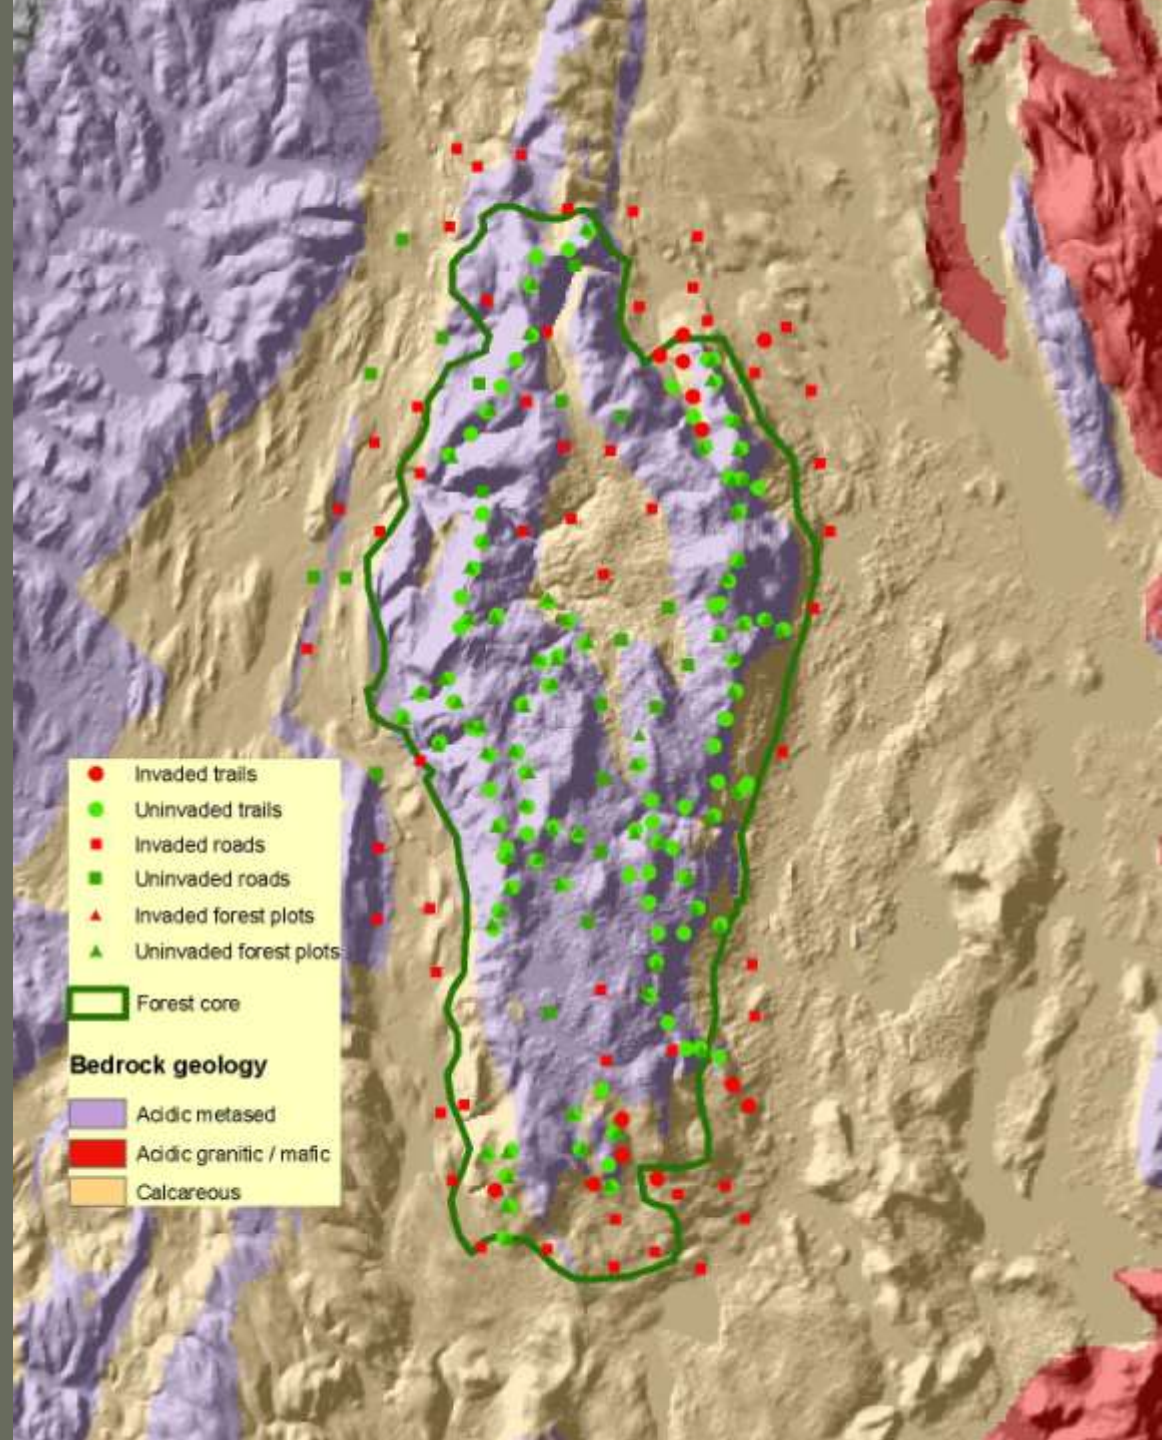 Invaded trails
Uninvaded trails
Invaded roads
Uninvaded roads
Invaded forest plots
Uninvaded forest plots
Forest core
Bedrock geology
Acidic metased
Acidic granitic / mafic
Calcareous